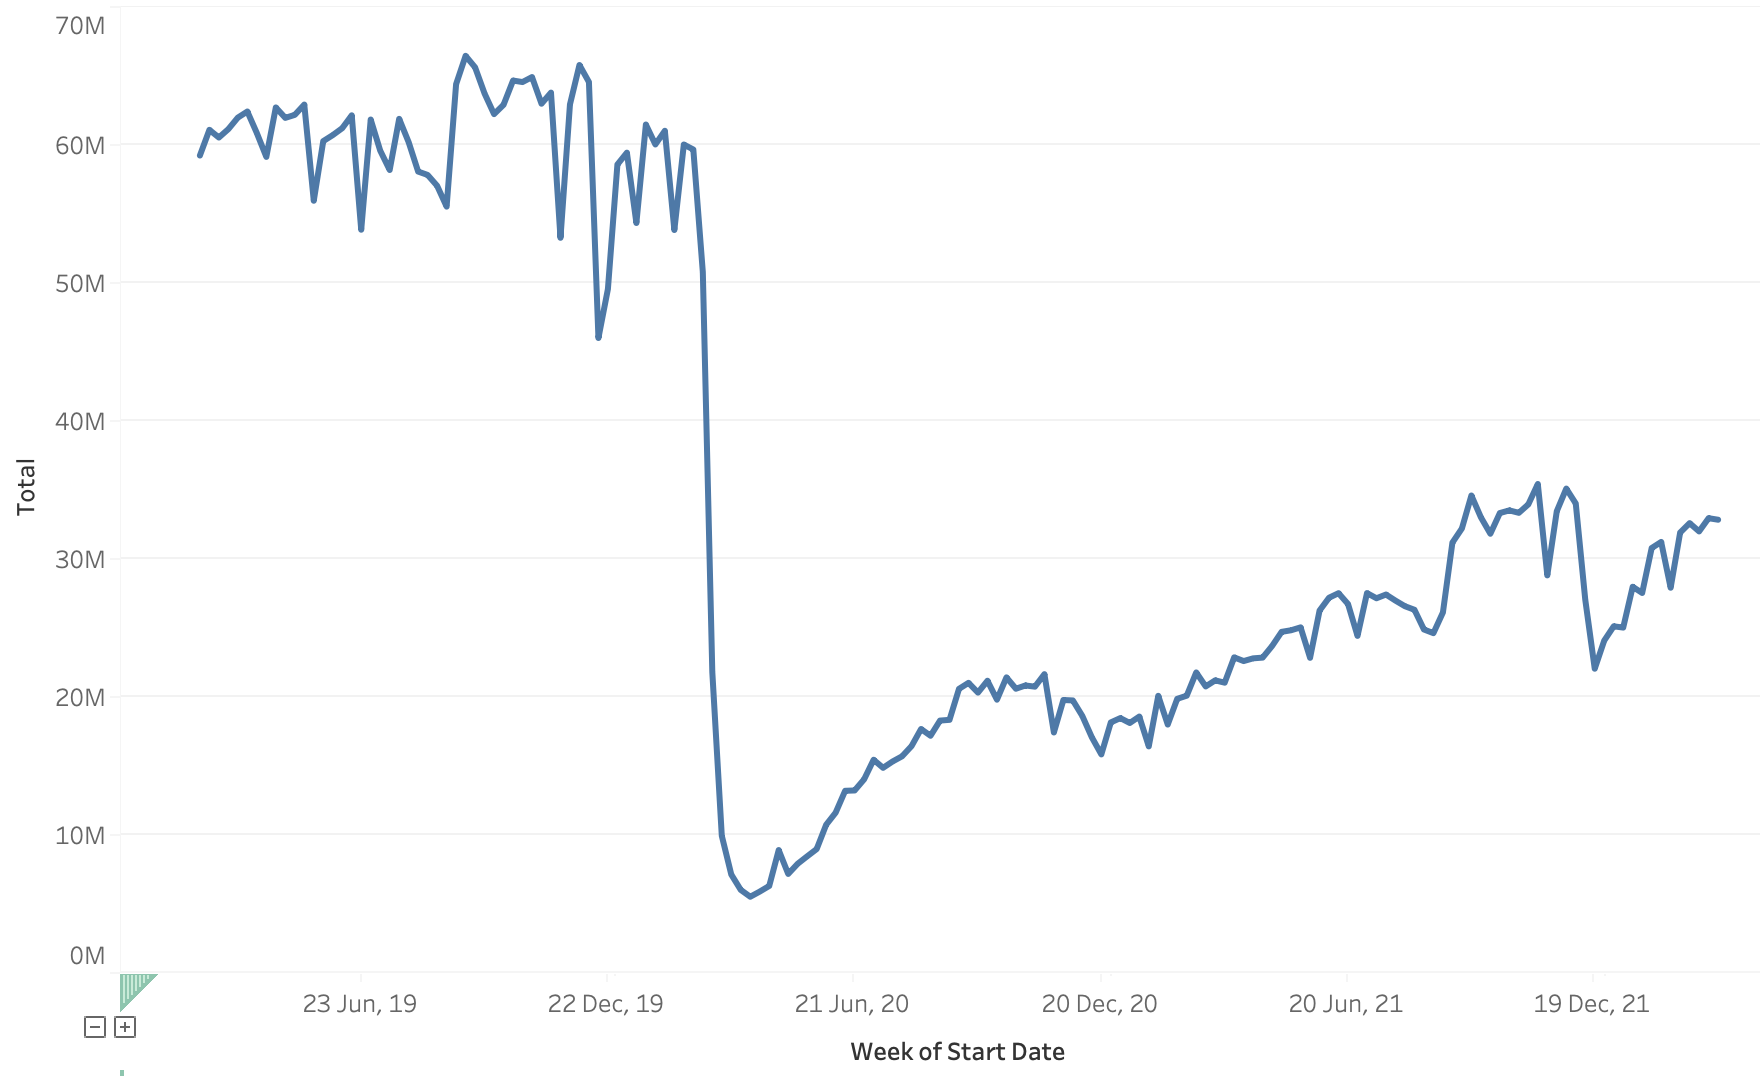 70M
60M
50M
40M
30M
20M
10M
0M
Total
23 Jun, 19
22 Dec, 19
21 Jun, 20
20 Dec, 20
20 Jun, 21
19 Dec, 21
Week of Start Date